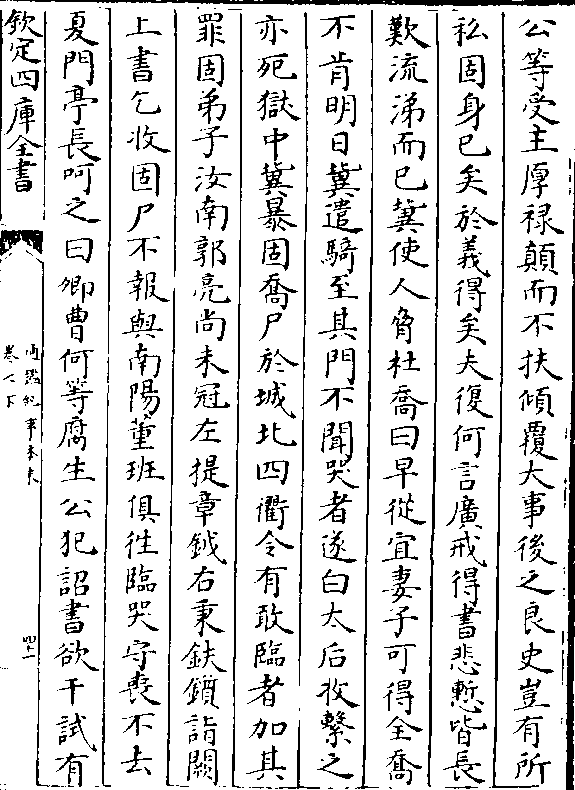 公等受主厚禄顛而不扶傾覆大事後之良史豈有所
私固身已矣於義得矣夫復何言廣戒得書悲慙皆長
歎流涕而已冀使人脅杜喬曰早從宜妻子可得全喬
不肯明日冀遣騎至其門不聞哭者遂白太后收繫之
亦死獄中冀暴固喬尸於城北四衢令有敢臨者加其
罪固弟子汝南郭亮尚未冠左提章鉞右秉鈇鑕詣闕
上書乞收固尸不報與南陽董班俱往臨哭守喪不去
夏門亭長呵之曰卿曹何等腐生公犯詔書欲干試有
欽定四庫全書
通鑑紀事本末
卷七下
四十一